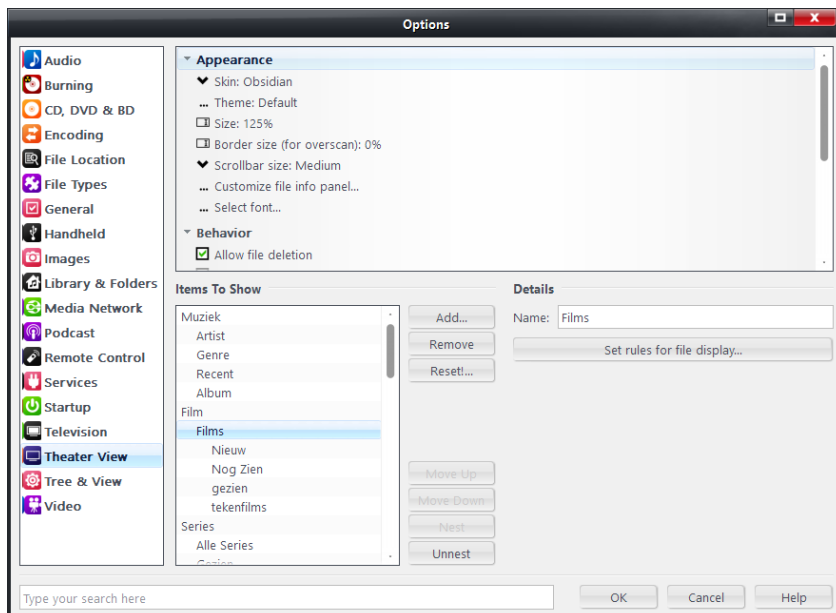 Options
Audio
Burning
CD, DVD & BD
Encoding
File Location
File Types
General
Handheld
Images
Library & Folders
Media Network
Podcast
Remote Control
Services
Startup
Television
Theater View
Tree & View
Video
Appearance
Skin: Obsidian
... Theme: Default
Size: 125%
Border size (for overscan): 0%
Scrollbar size: Medium
... Customize file info panel...
... Select font...
Behavior
Allow file deletion
Items To Show
Muziek
Artist
Genre
Recent
Album
Film
Films
Nieuw
Nog Zien
gezien
tekenfilms
Series
Alle Series
Gezien
Add...
Remove
Reset!...
Move Up
Move Down
Nest
Unnest
Details
Name: Films
Set rules for file display...
Type your search here
OK
Cancel
Help